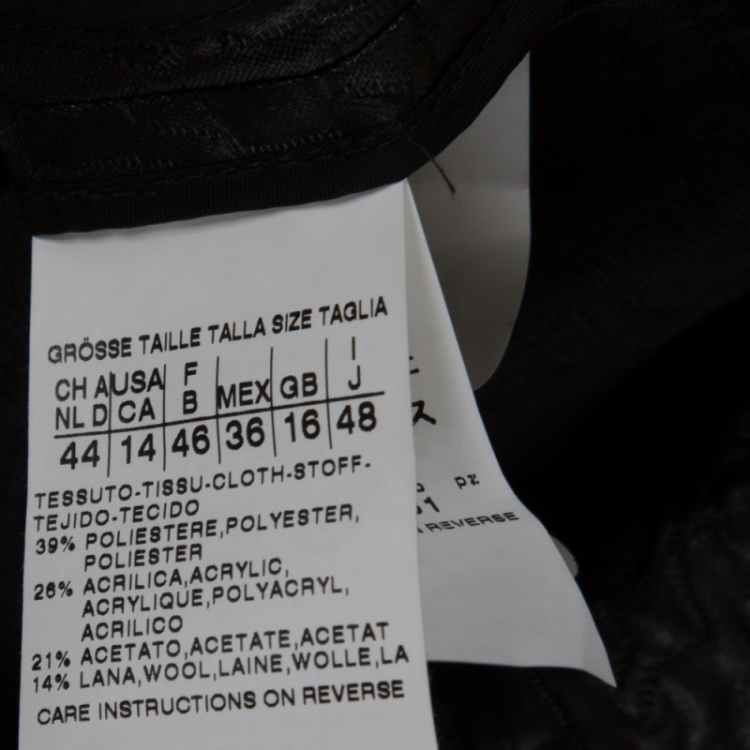 GRÖSSE TAILLE TALLA SIZE TAGLIA
CH A USA F MEX GB I
NL D CA B J
44 14 46 36 16 48
TESSUTO-TISSU-CLOTH-STOFF-
TEJIDO-TECIDO
39% POLIESTERE,POLYESTER,
POLIESTER
26% ACRILICA,ACRYLIC,
ACRYLIQUE,POLYACRYL,
ACRILICO
21% ACETATO,ACETATE,ACETAT
14% LANA,WOOL,LAINE,WOLLE,LA
CARE INSTRUCTIONS ON REVERSE
REVERSE